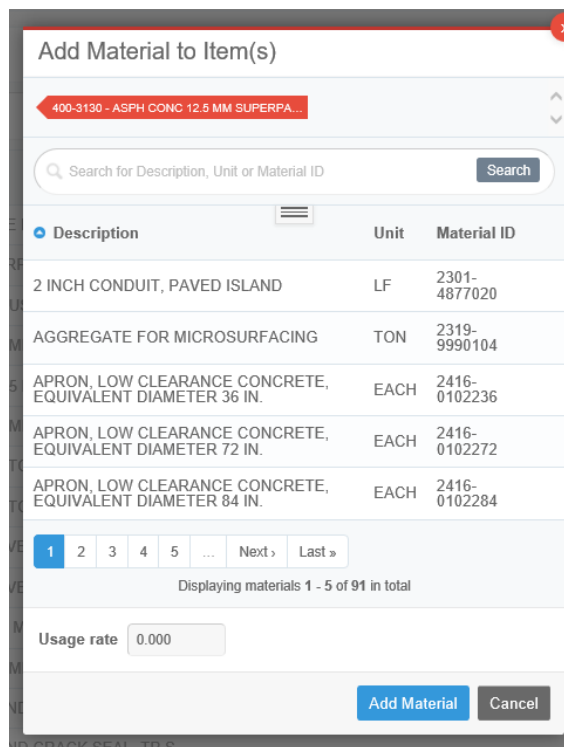 Add Material to Item(s)
400-3130 - ASPH CONC 12.5 MM SUPERPA...
Search for Description, Unit or Material ID
Search
Description Unit Material ID
2 INCH CONDUIT, PAVED ISLAND LF 2301-
4877020
AGGREGATE FOR MICROSURFACING TON 2319-
9990104
APRON, LOW CLEARANCE CONCRETE,
EQUIVALENT DIAMETER 36 IN. EACH 2416-
0102236
APRON, LOW CLEARANCE CONCRETE,
EQUIVALENT DIAMETER 72 IN. EACH 2416-
0102272
APRON, LOW CLEARANCE CONCRETE,
EQUIVALENT DIAMETER 84 IN. EACH 2416-
0102284
1 2 3 4 5 ... Next › Last »
Displaying materials 1 - 5 of 91 in total
Usage rate 0.000
Add Material Cancel